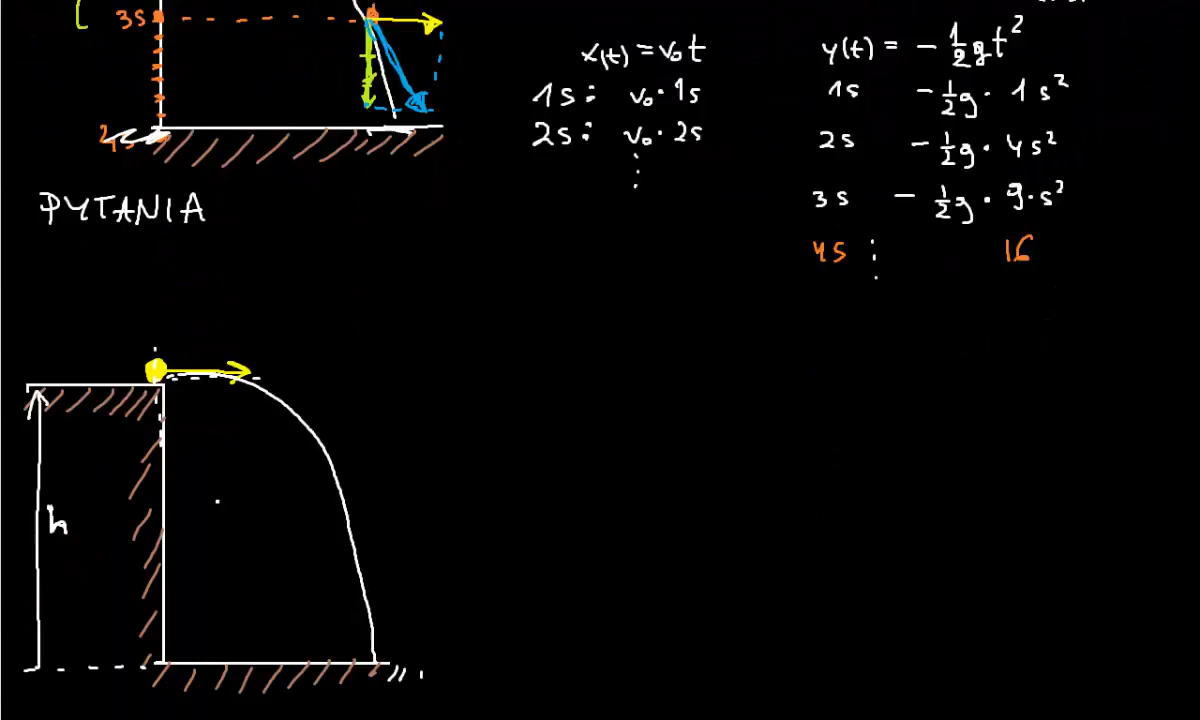 3s
x(t) = v₀t
1s : v₀ · 1s
2s : v₀ · 2s
⋮
y(t) = - ½gt²
1s - ½g · 1s²
2s - ½g · 4s²
3s - ½g · 9·s²
4s : 16
PYTANIA
h